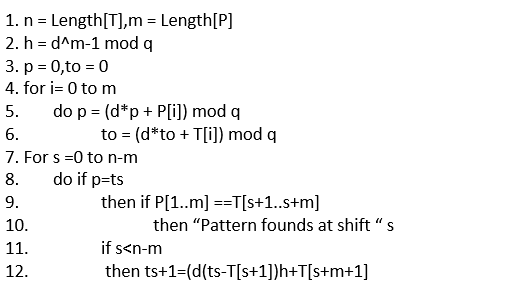 1. n = Length[T],m = Length[P]
2. h = d^m-1 mod q
3. p = 0,to = 0
4. for i= 0 to m
5. do p = (d*p + P[i]) mod q
6. to = (d*to + T[i]) mod q
7. For s =0 to n-m
8. do if p=ts
9. then if P[1..m] ==T[s+1..s+m]
10. then “Pattern founds at shift “ s
11. if s<n-m
12. then ts+1=(d(ts-T[s+1])h+T[s+m+1]